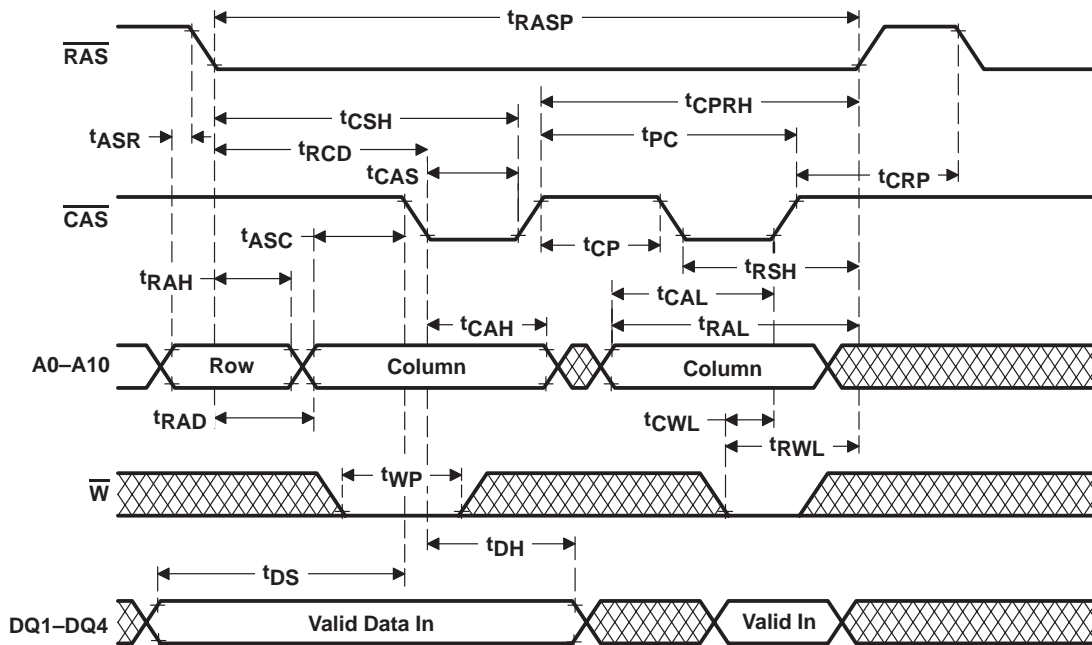 tRASP
RAS
tCPRH
tCSH
tASR
tPC
tRCD
tCAS
tCRP
CAS
tASC
tCP
tRSH
tRAH
tCAL
tCAH
tRAL
A0–A10
Row
Column
Column
tRAD
tCWL
tRWL
tWP
W
tDH
tDS
DQ1–DQ4
Valid Data In
Valid In